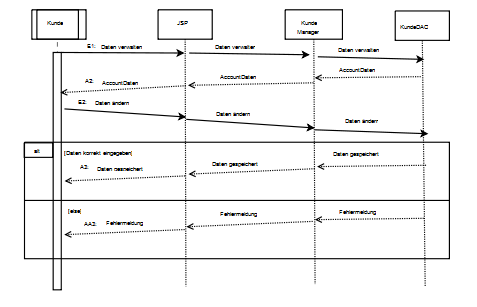 Kunde
JSP
Kunde
Manager
KundeDAO
E1: Daten verwalten
Daten verwalter
Daten verwalten
A2: AccountDaten
AccountDaten
AccountDaten
E2: Daten ändern
Daten ändern
Daten ändern
alt
[Daten korrekt eingegeben]
A3: Daten gespeichert
Daten gespeichert
Daten gespeichert
[else]
AA3: Fehlermeldung
Fehlermeldung
Fehlermeldung